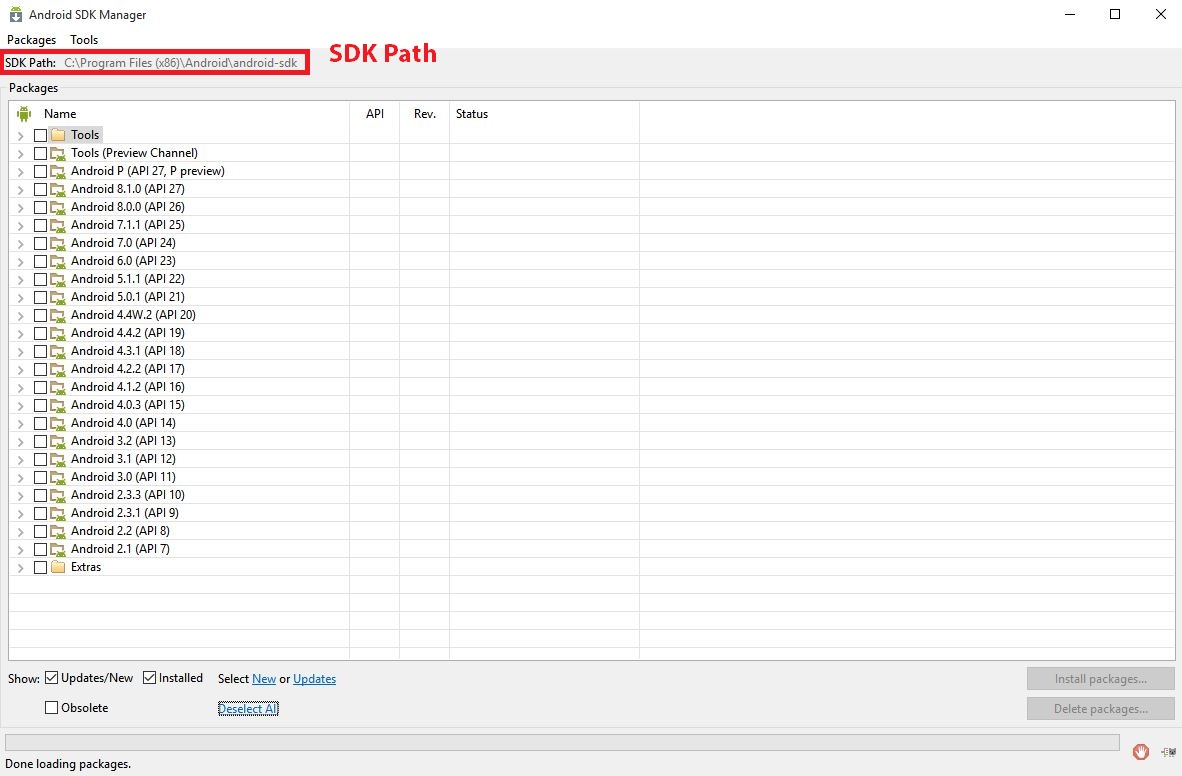 Android SDK Manager
Packages Tools
SDK Path: C:\Program Files (x86)\Android\android-sdk
SDK Path
Packages
Name API Rev. Status
Tools
Tools (Preview Channel)
Android P (API 27, P preview)
Android 8.1.0 (API 27)
Android 8.0.0 (API 26)
Android 7.1.1 (API 25)
Android 7.0 (API 24)
Android 6.0 (API 23)
Android 5.1.1 (API 22)
Android 5.0.1 (API 21)
Android 4.4W.2 (API 20)
Android 4.4.2 (API 19)
Android 4.3.1 (API 18)
Android 4.2.2 (API 17)
Android 4.1.2 (API 16)
Android 4.0.3 (API 15)
Android 4.0 (API 14)
Android 3.2 (API 13)
Android 3.1 (API 12)
Android 3.0 (API 11)
Android 2.3.3 (API 10)
Android 2.3.1 (API 9)
Android 2.2 (API 8)
Android 2.1 (API 7)
Extras
Show: Updates/New Installed Select New or Updates Install packages...
Obsolete Deselect All Delete packages...
Done loading packages.